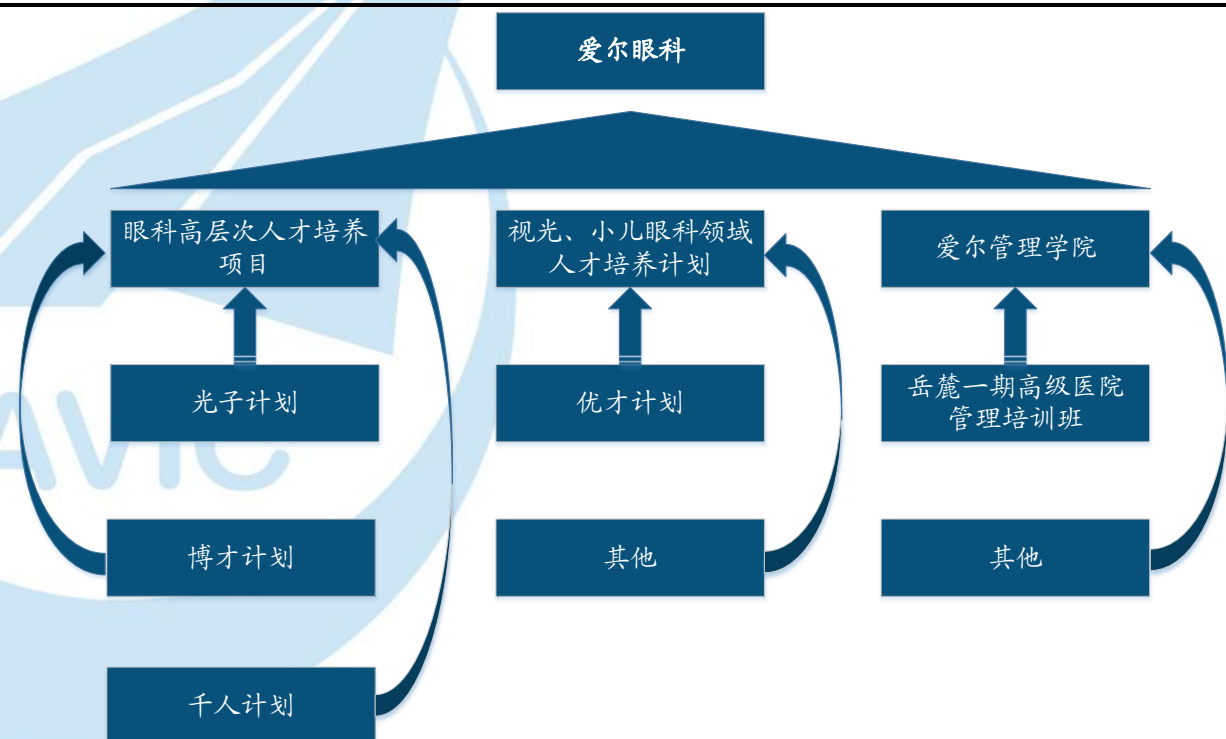 爱尔眼科
眼科高层次人才培养
项目
视光、小儿眼科领域
人才培养计划
爱尔管理学院
光子计划
优才计划
岳麓一期高级医院
管理培训班
AVIC
博才计划
其他
其他
千人计划